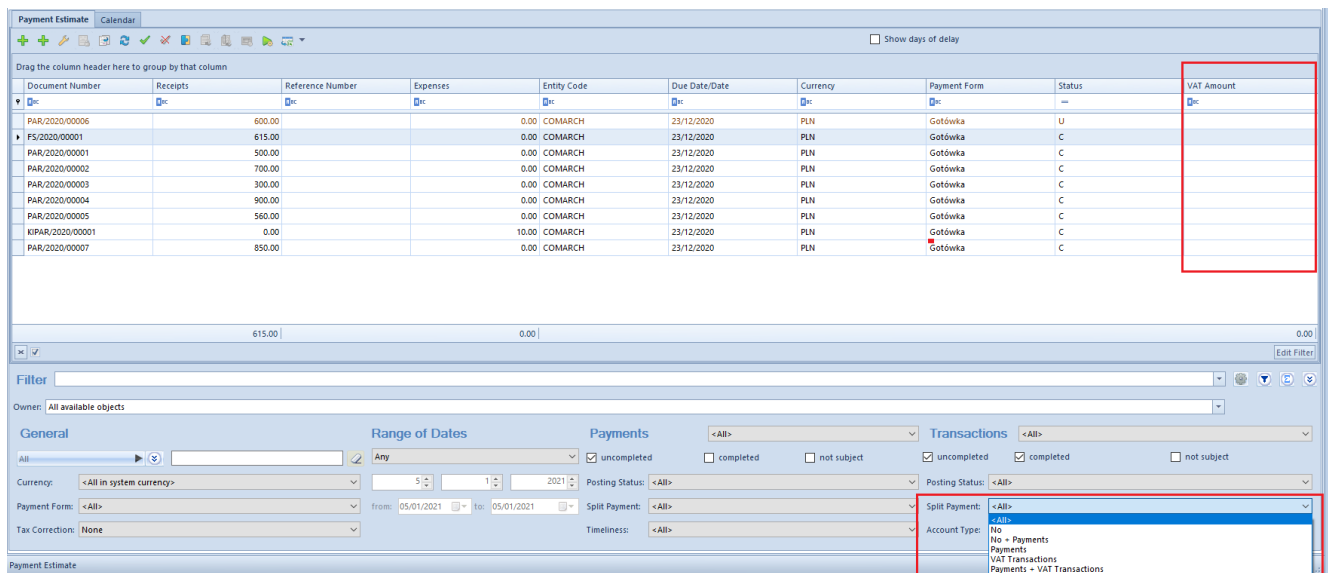 Payment Estimate Calendar
Show days of delay
Drag the column header here to group by that column
Document Number Receipts Reference Number Expenses Entity Code Due Date/Date Currency Payment Form Status VAT Amount
PAR/2020/00006 600.00 0.00 COMARCH 23/12/2020 PLN Gotówka U
FS/2020/00001 615.00 0.00 COMARCH 23/12/2020 PLN Gotówka C
PAR/2020/00001 500.00 0.00 COMARCH 23/12/2020 PLN Gotówka C
PAR/2020/00002 700.00 0.00 COMARCH 23/12/2020 PLN Gotówka C
PAR/2020/00003 300.00 0.00 COMARCH 23/12/2020 PLN Gotówka C
PAR/2020/00004 900.00 0.00 COMARCH 23/12/2020 PLN Gotówka C
PAR/2020/00005 560.00 0.00 COMARCH 23/12/2020 PLN Gotówka C
KIPAR/2020/00001 0.00 10.00 COMARCH 23/12/2020 PLN Gotówka C
PAR/2020/00007 850.00 0.00 COMARCH 23/12/2020 PLN Gotówka C
615.00 0.00 0.00
Edit Filter
Filter
Owner: All available objects
General Range of Dates Payments <All> Transactions <All>
All Any uncompleted completed not subject uncompleted completed not subject
Currency: <All in system currency> 5 1 2021 Posting Status: <All> Posting Status: <All>
Payment Form: <All> from: 05/01/2021 to: 05/01/2021 Split Payment: <All> Split Payment: <All>
Tax Correction: None Timeliness: <All> Account Type:
<All>
No
No + Payments
Payments
VAT Transactions
Payments + VAT Transactions
Payment Estimate